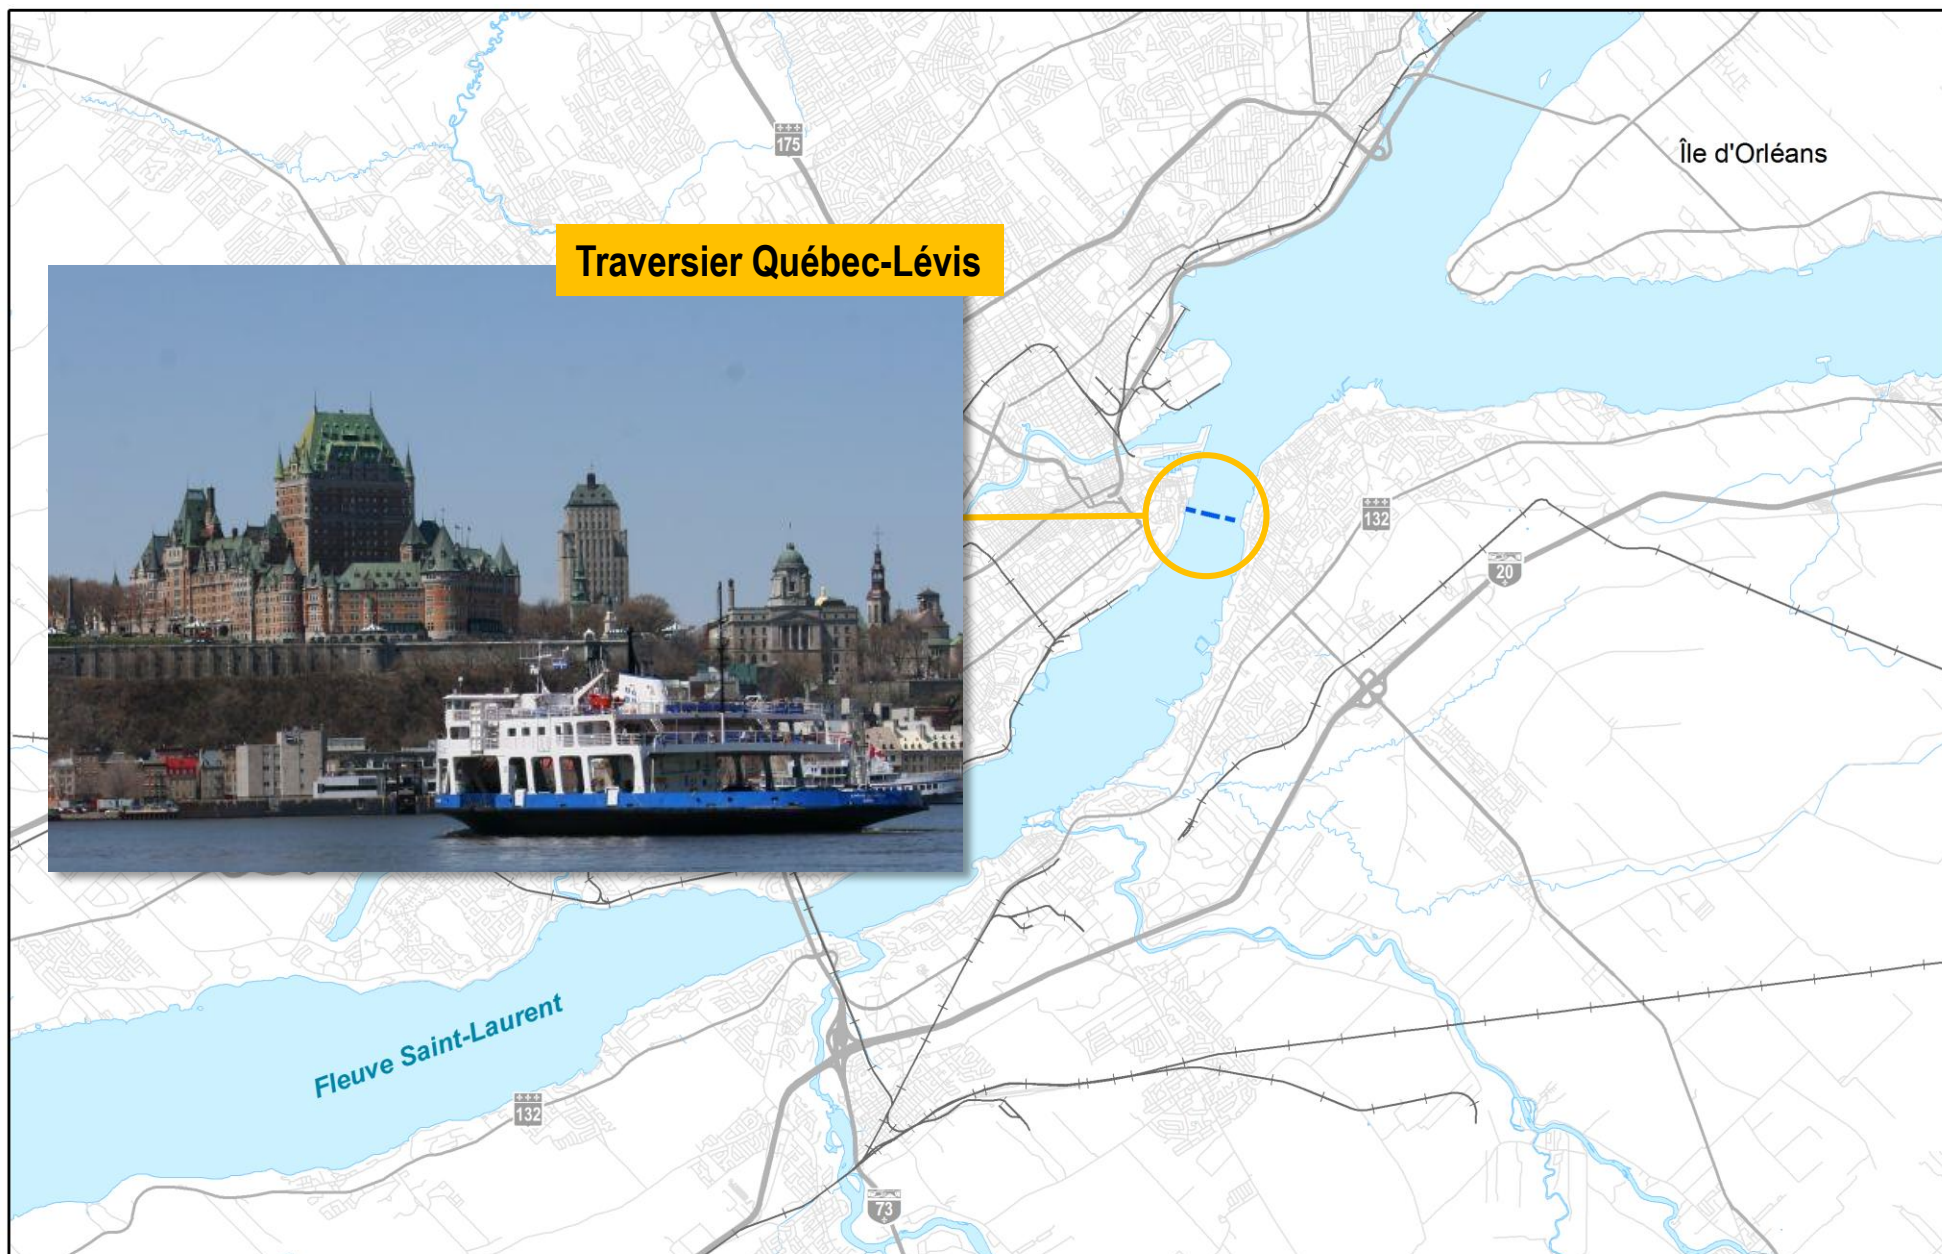 175
Île d'Orléans
Traversier Québec-Lévis
132
20
Fleuve Saint-Laurent
132
73